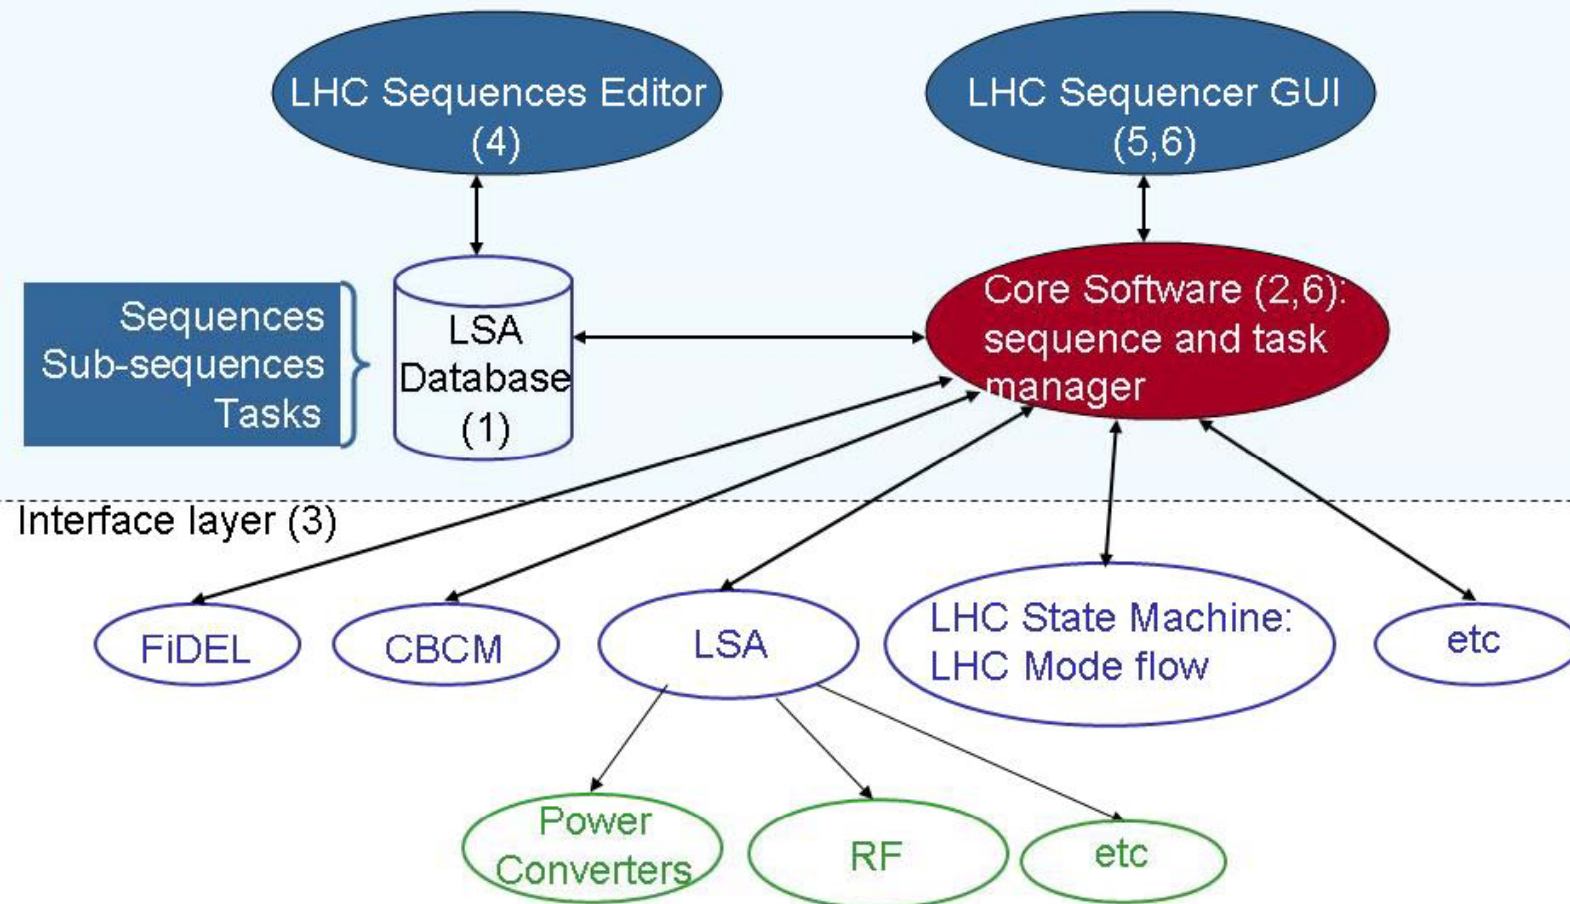 LHC Sequences Editor
(4)
LHC Sequencer GUI
(5,6)
Sequences
Sub-sequences
Tasks
LSA
Database
(1)
Core Software (2,6):
sequence and task
manager
Interface layer (3)
FiDEL
CBCM
LSA
LHC State Machine:
LHC Mode flow
etc
Power
Converters
RF
etc